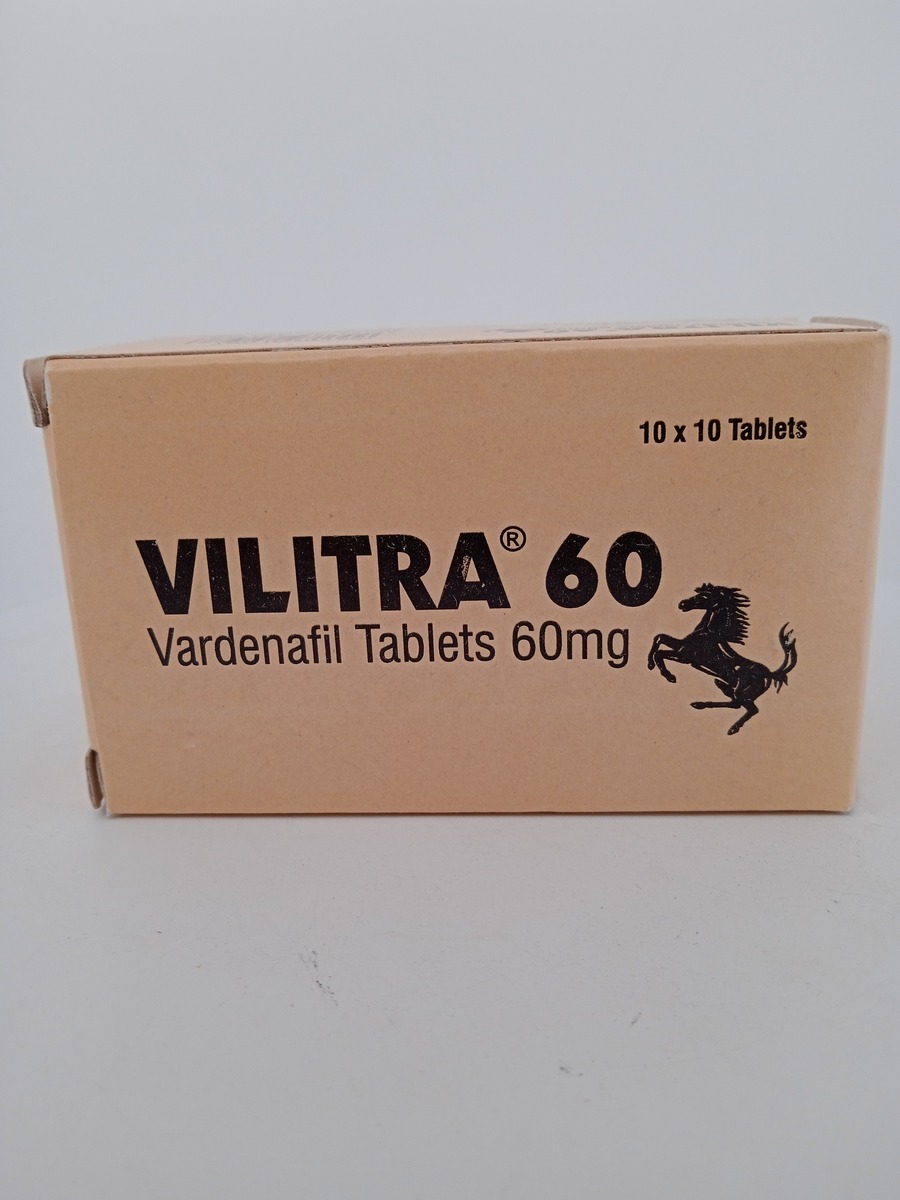 10 x 10 Tablets
VILITRA® 60
Vardenafil Tablets 60mg